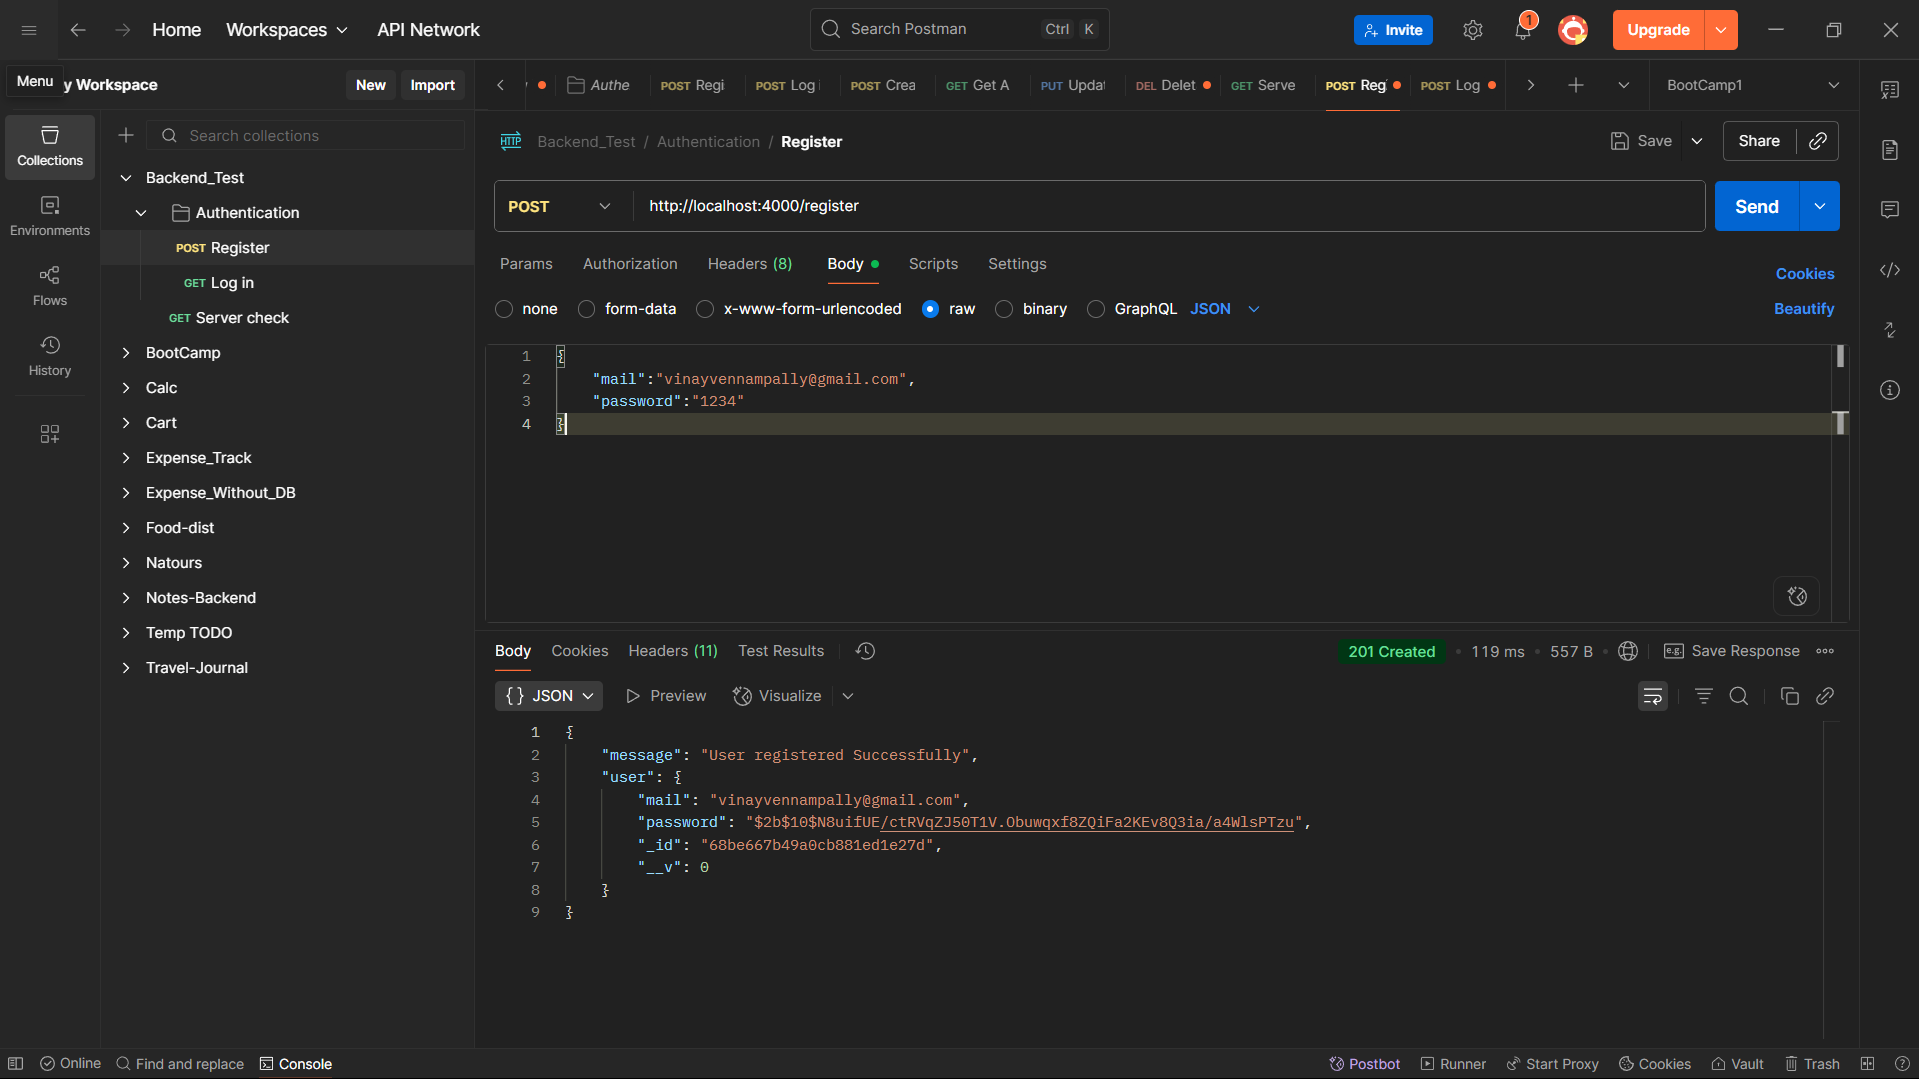 Home Workspaces API Network Search Postman Ctrl K Invite 1 Upgrade
Menu y Workspace New Import Authe POST Regi POST Log POST Crea GET Get A PUT Updat DEL Delet GET Serve POST Reg POST Log BootCamp1
Search collections
Collections
Environments
Flows
History
Backend_Test
Authentication
POST Register
GET Log in
GET Server check
BootCamp
Calc
Cart
Expense_Track
Expense_Without_DB
Food-dist
Natours
Notes-Backend
Temp TODO
Travel-Journal
HTTP Backend_Test / Authentication / Register Save Share
POST http://localhost:4000/register Send
Params Authorization Headers (8) Body Scripts Settings Cookies
none form-data x-www-form-urlencoded raw binary GraphQL JSON Beautify
1 {
2 "mail":"vinayvennampally@gmail.com",
3 "password":"1234"
4 }
Body Cookies Headers (11) Test Results 201 Created • 119 ms • 557 B • e.g. Save Response
{} JSON Preview Visualize
1 {
2 "message": "User registered Successfully",
3 "user": {
4 "mail": "vinayvennampally@gmail.com",
5 "password": "$2b$10$N8uifUE/ctRVqZJ50T1V.Obuwqxf8ZQiFa2KEv8Q3ia/a4WlsPTzu",
6 "_id": "68be667b49a0cb881ed1e27d",
7 "__v": 0
8 }
9 }
Online Find and replace Console Postbot Runner Start Proxy Cookies Vault Trash